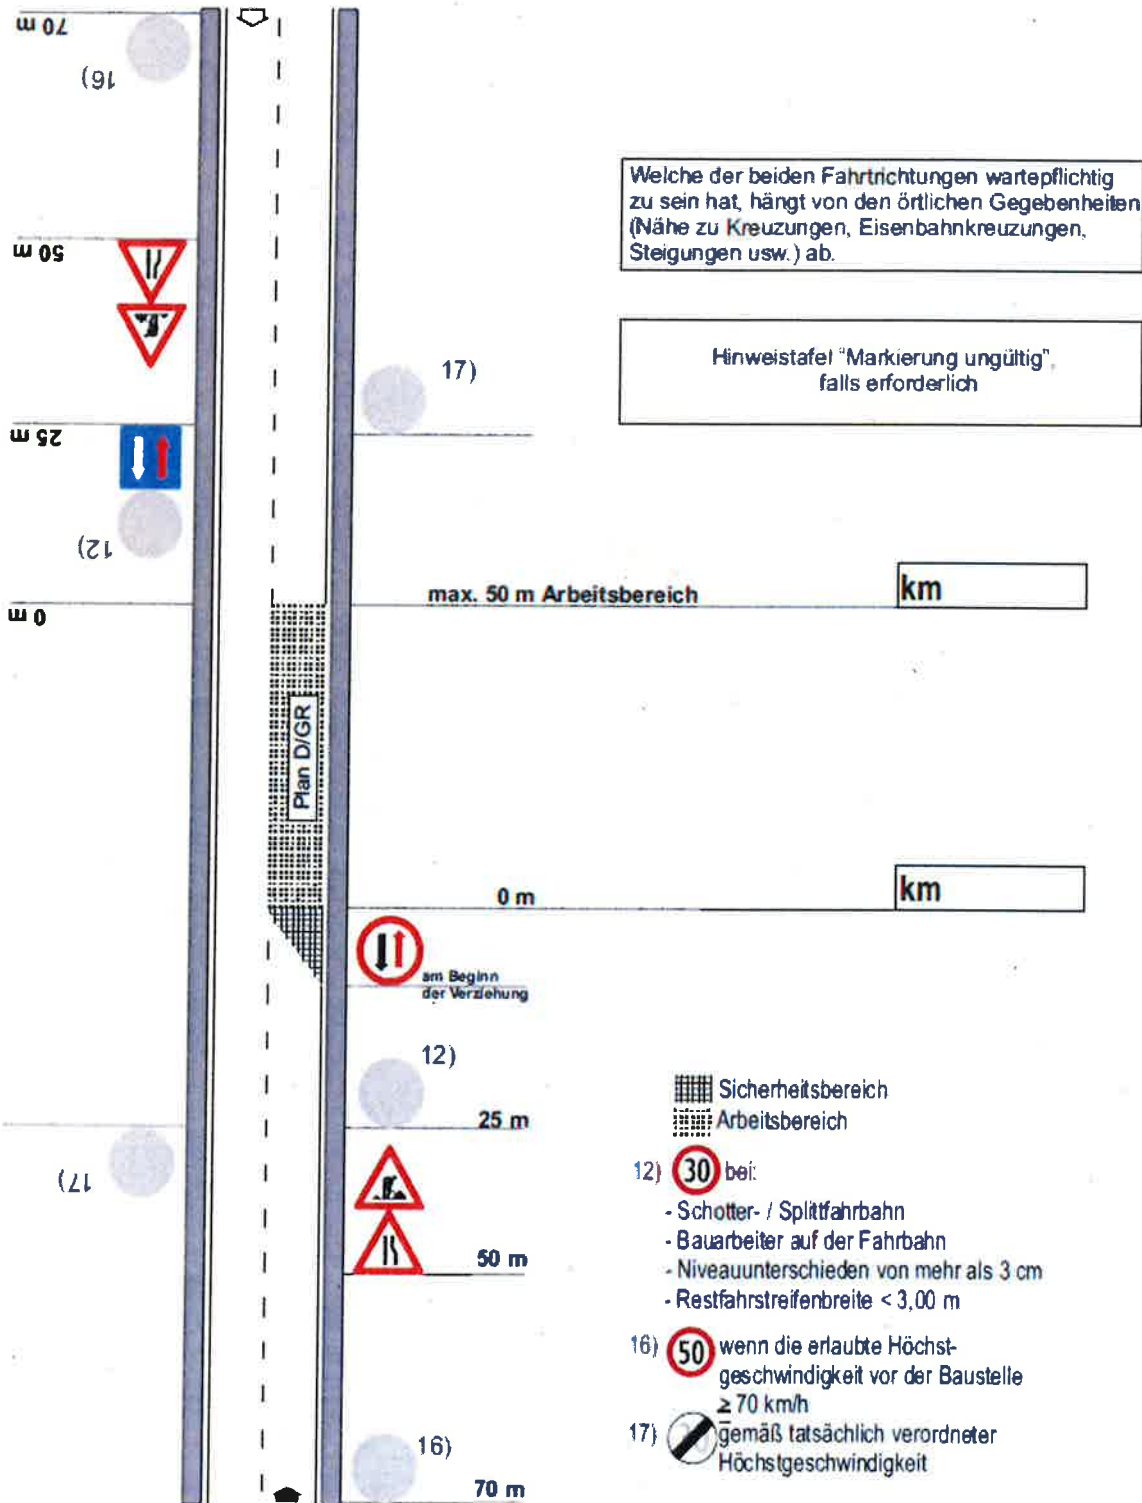 70 m
16)
Welche der beiden Fahrtrichtungen wartepflichtig
zu sein hat, hängt von den örtlichen Gegebenheiten
(Nähe zu Kreuzungen, Eisenbahnkreuzungen,
Steigungen usw.) ab.
50 m
Hinweistafel "Markierung ungültig",
falls erforderlich
17)
25 m
12)
max. 50 m Arbeitsbereich
km
0 m
Plan D/GR
0 m
km
am Beginn
der Verziehung
12)
25 m
17)
50 m
16)
70 m
Sicherheitsbereich
Arbeitsbereich
12) 30 bei:
- Schotter- / Splittfahrbahn
- Bauarbeiter auf der Fahrbahn
- Niveauunterschieden von mehr als 3 cm
- Restfahrstreifenbreite < 3,00 m
16) 50 wenn die erlaubte Höchst-
geschwindigkeit vor der Baustelle
≥ 70 km/h
17) gemäß tatsächlich verordneter
Höchstgeschwindigkeit